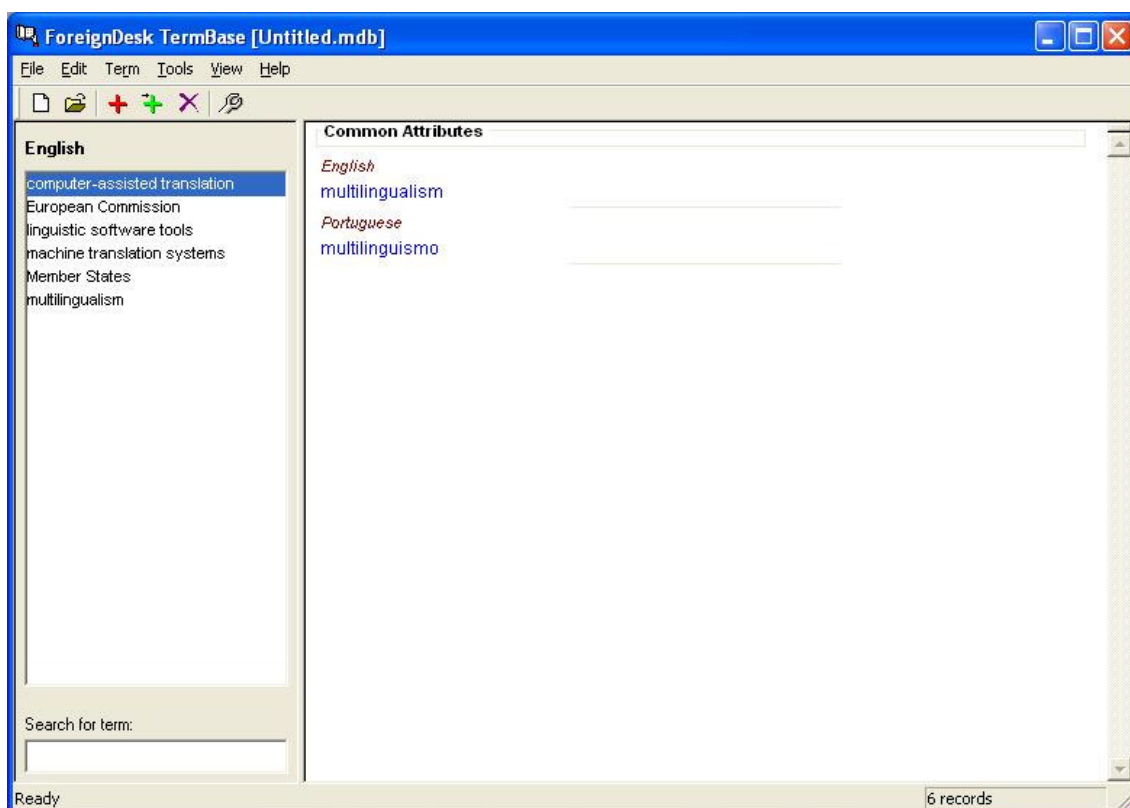 ForeignDesk TermBase [Untitled.mdb]
File Edit Term Tools View Help
English
computer-assisted translation
European Commission
linguistic software tools
machine translation systems
Member States
multilingualism
Search for term:
Common Attributes
English
multilingualism
Portuguese
multilinguismo
Ready 6 records